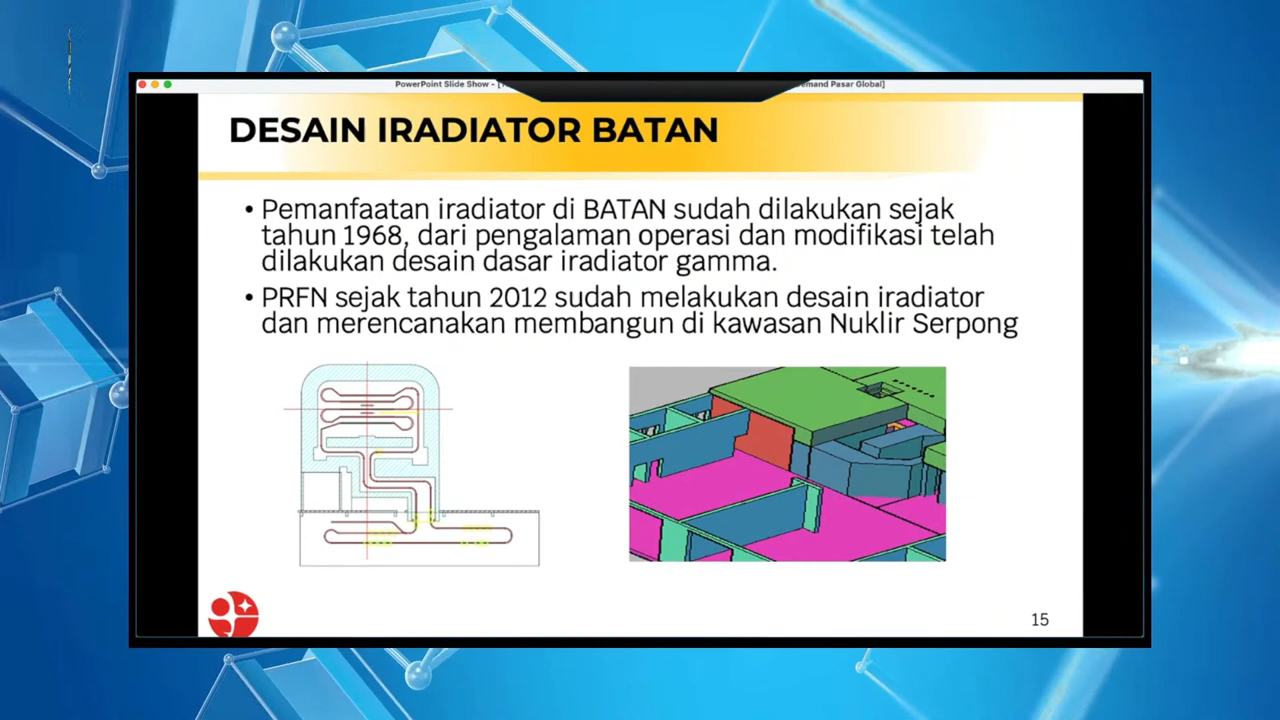 PowerPoint Slide Show - [
Demand Pasar Global]
DESAIN IRADIATOR BATAN
• Pemanfaatan iradiator di BATAN sudah dilakukan sejak
tahun 1968, dari pengalaman operasi dan modifikasi telah
dilakukan desain dasar iradiator gamma.
• PRFN sejak tahun 2012 sudah melakukan desain iradiator
dan merencanakan membangun di kawasan Nuklir Serpong
15